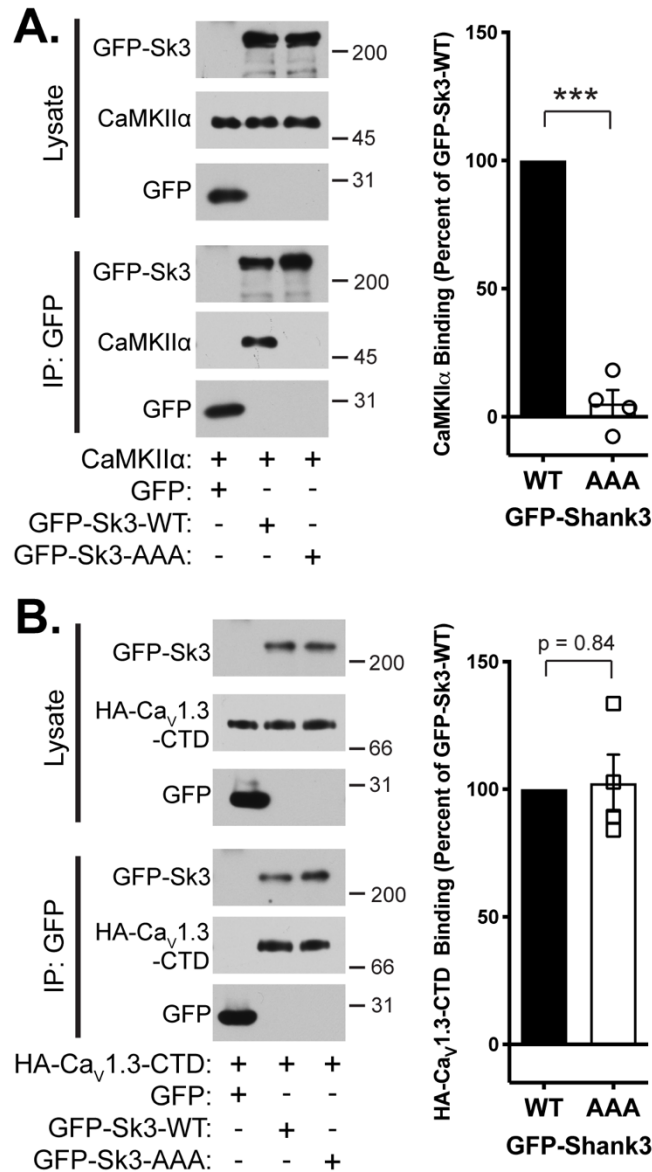 A.
Lysate
GFP-Sk3
200
CaMKIIα
45
GFP
31
IP: GFP
GFP-Sk3
200
CaMKIIα
45
GFP
31
CaMKIIα: + + +
GFP: + - -
GFP-Sk3-WT: - + -
GFP-Sk3-AAA: - - +
CaMKIIα Binding (Percent of GFP-Sk3-WT)
150
100
50
0
***
WT AAA
GFP-Shank3
B.
Lysate
GFP-Sk3
200
HA-CaV1.3
-CTD
66
GFP
31
IP: GFP
GFP-Sk3
200
HA-CaV1.3
-CTD
66
GFP
31
HA-CaV1.3-CTD: + + +
GFP: + - -
GFP-Sk3-WT: - + -
GFP-Sk3-AAA: - - +
HA-CaV1.3-CTD Binding (Percent of GFP-Sk3-WT)
150
100
50
0
p = 0.84
WT AAA
GFP-Shank3